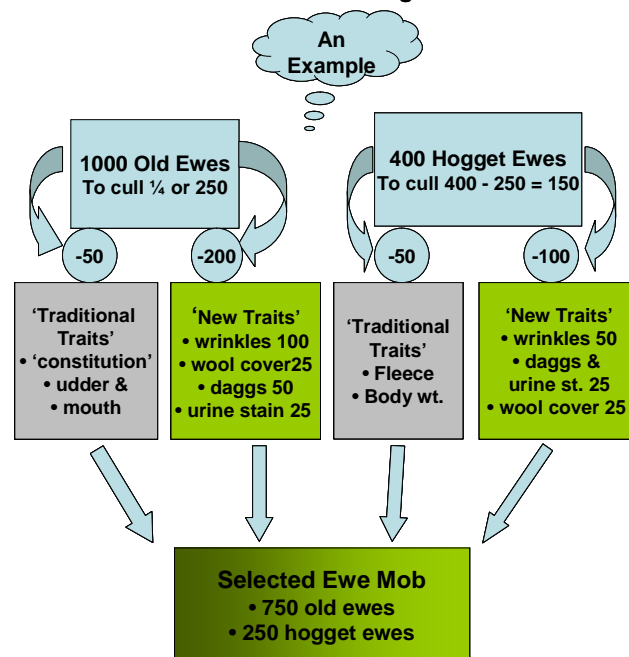 An
Example
1000 Old Ewes
To cull ¼ or 250
400 Hogget Ewes
To cull 400 - 250 = 150
-50
-200
-50
-100
‘Traditional
Traits’
• ‘constitution’
• udder &
• mouth
‘New Traits’
• wrinkles 100
• wool cover25
• daggs 50
• urine stain 25
‘Traditional
Traits’
• Fleece
• Body wt.
‘New Traits’
• wrinkles 50
• daggs &
urine st. 25
• wool cover 25
Selected Ewe Mob
• 750 old ewes
• 250 hogget ewes